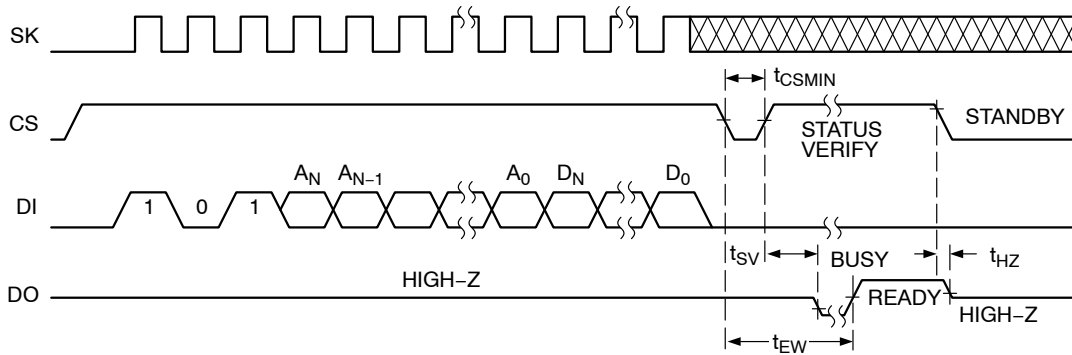 SK
t_CSMIN
CS
STATUS
VERIFY
STANDBY
A_N A_N−1 A_0 D_N D_0
DI
1 0 1
t_SV
BUSY
t_HZ
HIGH−Z
DO
READY
HIGH−Z
t_EW